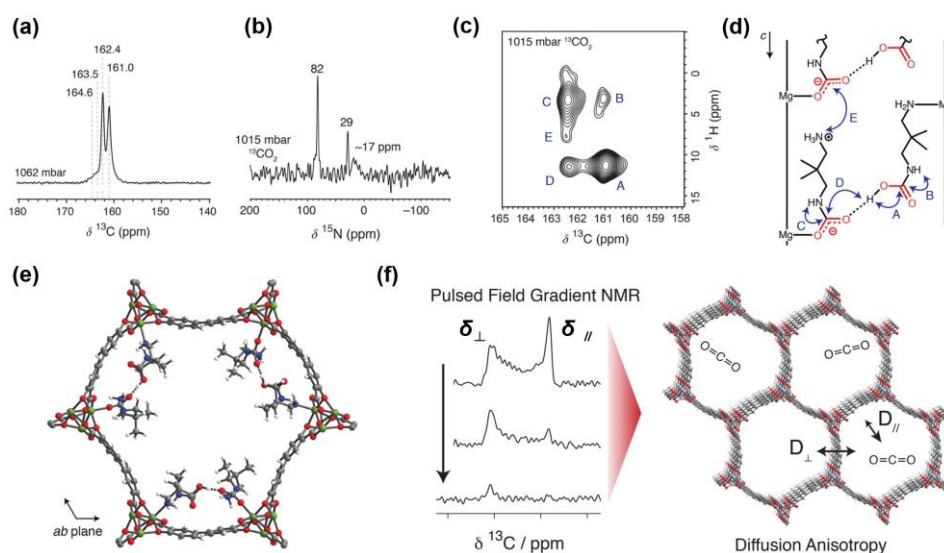 (a)
162.4
163.5
161.0
164.6
1062 mbar
180
160
140
δ ¹³C (ppm)
(b)
82
29
~17 ppm
1015 mbar
¹³CO₂
200
100
0
-100
δ ¹⁵N (ppm)
(c)
1015 mbar ¹³CO₂
C
B
E
D
A
0
5
10
15
δ ¹H (ppm)
165
164
163
162
161
160
159
158
δ ¹³C (ppm)
(d)
c
H
O
O
HN
O
⊖
Mg
O
E
H₂N
Mg
H₃N
⊕
D
NH
HO
O
B
A
HN
H
O
C
⊖
Mg
O
(e)
ab plane
(f)
Pulsed Field Gradient NMR
δ⊥
δ//
δ ¹³C / ppm
O=C=O
O=C=O
D//
D⊥
O=C=O
Diffusion Anisotropy